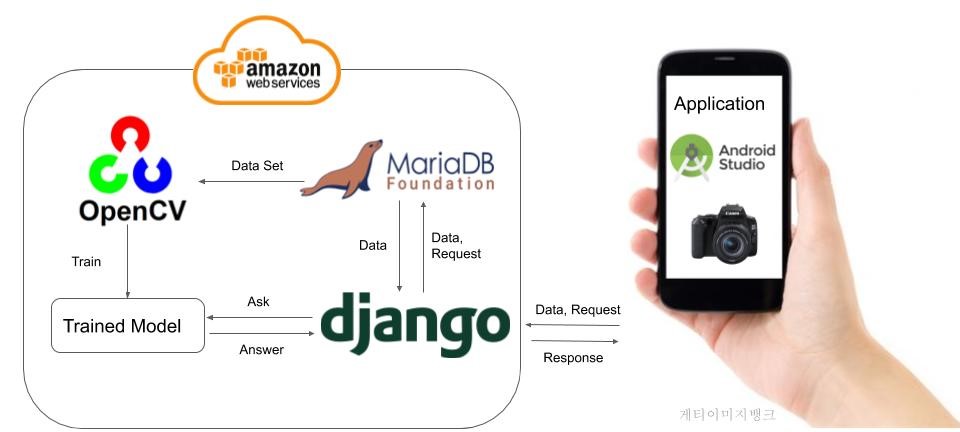 amazon
webservices
Application
Android
Studio
Canon
OpenCV
Data Set
MariaDB
Foundation
Train
Data
Data,
Request
Trained Model
Ask
Answer
django
Data, Request
Response
게티이미지뱅크